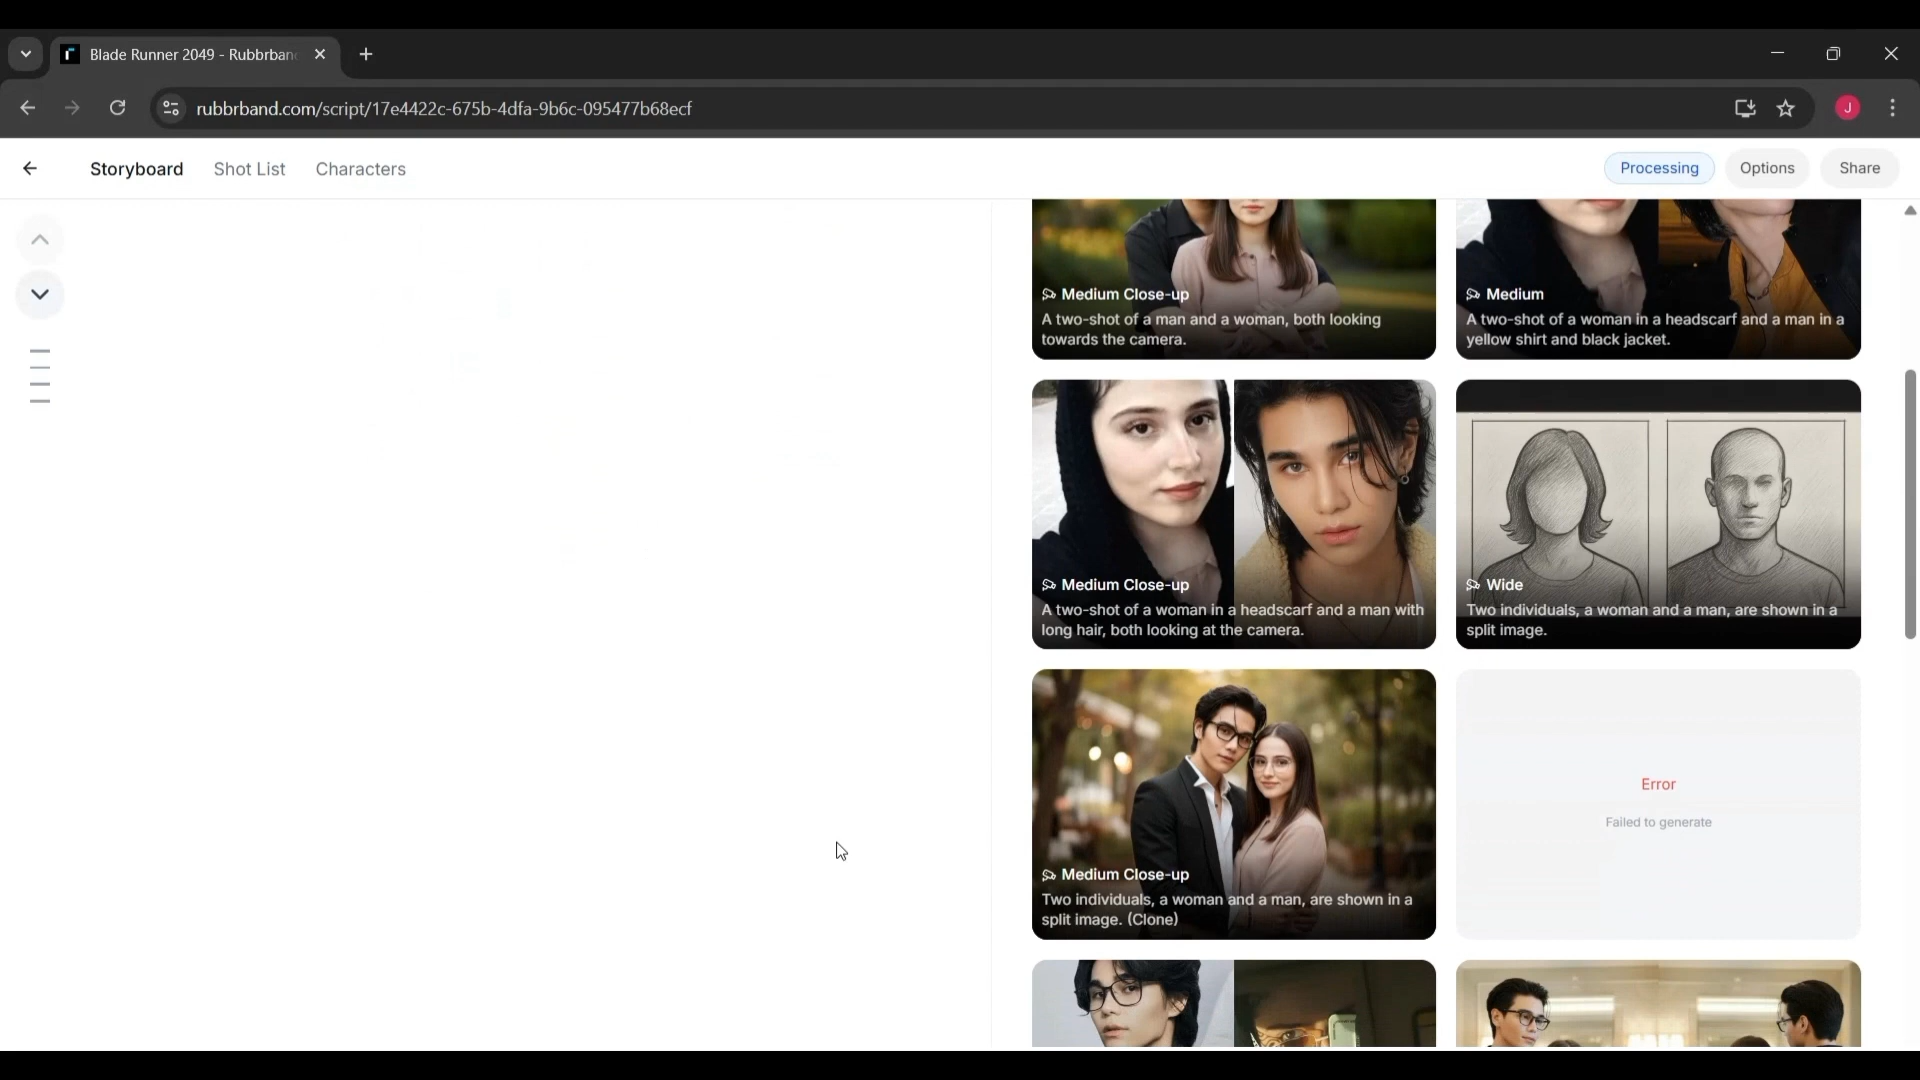 Blade Runner 2049 - Rubbrban
rubbrband.com/script/17e4422c-675b-4dfa-9b6c-095477b68ecf
J
Storyboard
Shot List
Characters
Processing
Options
Share
Medium Close-up
A two-shot of a man and a woman, both looking
towards the camera.
Medium
A two-shot of a woman in a headscarf and a man in a
yellow shirt and black jacket.
Medium Close-up
A two-shot of a woman in a headscarf and a man with
long hair, both looking at the camera.
Wide
Two individuals, a woman and a man, are shown in a
split image.
Medium Close-up
Two individuals, a woman and a man, are shown in a
split image. (Clone)
Error
Failed to generate